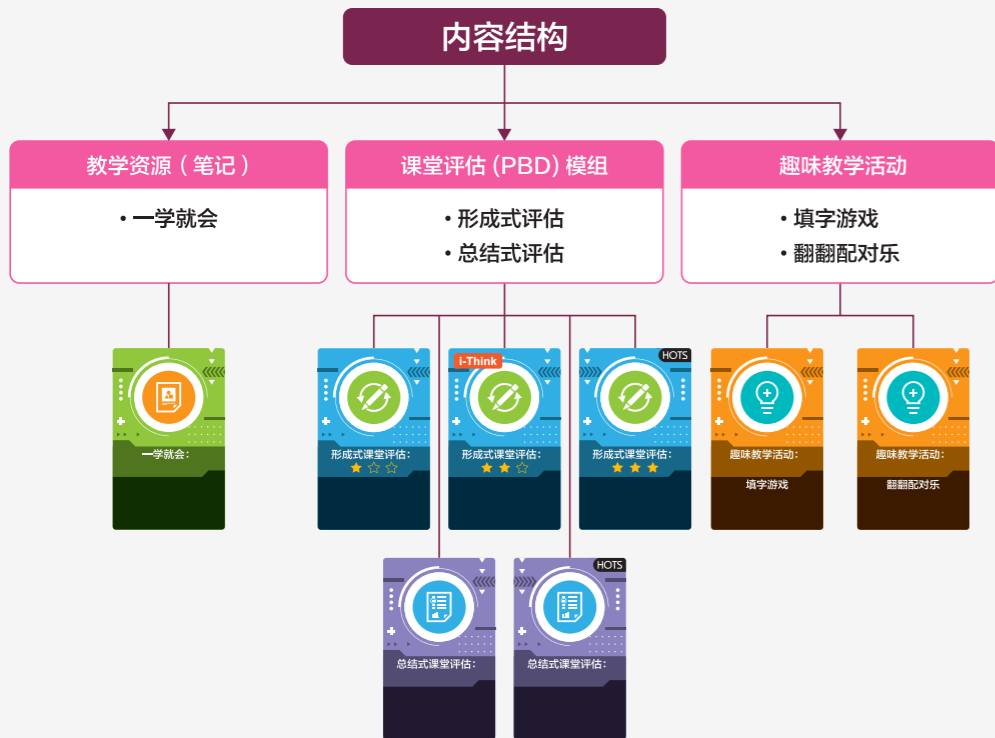 内容结构
教学资源（笔记）
• 一学就会
课堂评估 (PBD) 模组
• 形成式评估
• 总结式评估
趣味教学活动
• 填字游戏
• 翻翻配对乐
一学就会：
形成式课堂评估：
i-Think
形成式课堂评估：
HOTS
形成式课堂评估：
趣味教学活动：
填字游戏
趣味教学活动：
翻翻配对乐
总结式课堂评估：
HOTS
总结式课堂评估：